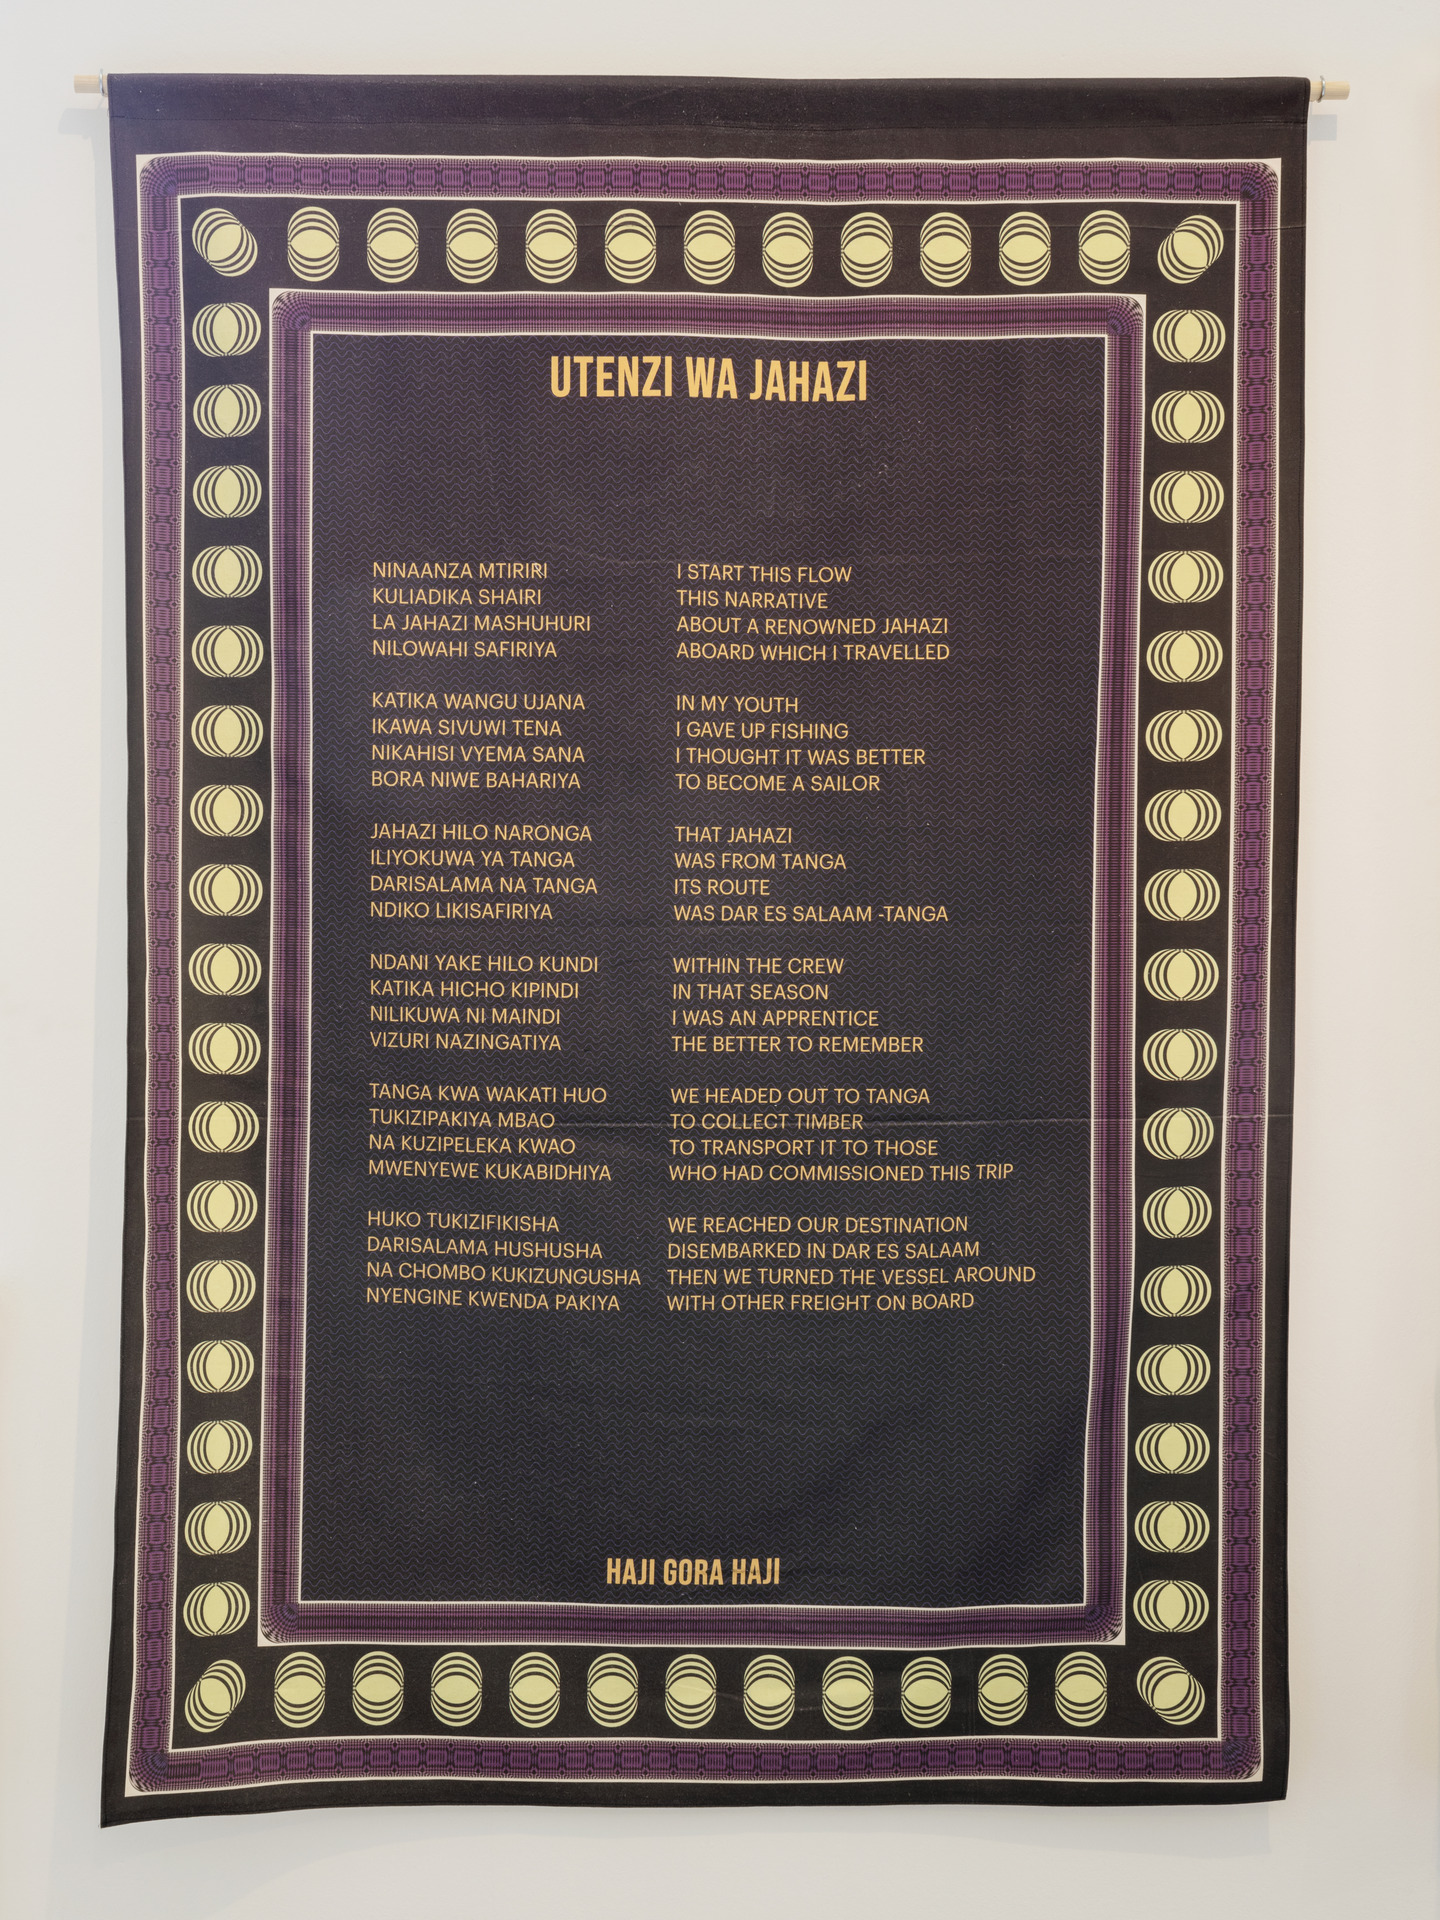 UTENZI WA JAHAZI
NINAANZA MTIRIRI
KULIADIKA SHAIRI
LA JAHAZI MASHUHURI
NILOWAHI SAFIRIYA
KATIKA WANGU UJANA
IKAWA SIVUWI TENA
NIKAHISI VYEMA SANA
BORA NIWE BAHARIYA
JAHAZI HILO NARONGA
ILIYOKUWA YA TANGA
DARISALAMA NA TANGA
NDIKO LIKISAFIRIYA
NDANI YAKE HILO KUNDI
KATIKA HICHO KIPINDI
NILIKUWA NI MAINDI
VIZURI NAZINGATIYA
TANGA KWA WAKATI HUO
TUKIZIPAKIYA MBAO
NA KUZIPELEKA KWAO
MWENYEWE KUKABIDHIYA
HUKO TUKIZIFIKISHA
DARISALAMA HUSHUSHA
NA CHOMBO KUKIZUNGUSHA
NYENGINE KWENDA PAKIYA
I START THIS FLOW
THIS NARRATIVE
ABOUT A RENOWNED JAHAZI
ABOARD WHICH I TRAVELLED
IN MY YOUTH
I GAVE UP FISHING
I THOUGHT IT WAS BETTER
TO BECOME A SAILOR
THAT JAHAZI
WAS FROM TANGA
ITS ROUTE
WAS DAR ES SALAAM -TANGA
WITHIN THE CREW
IN THAT SEASON
I WAS AN APPRENTICE
THE BETTER TO REMEMBER
WE HEADED OUT TO TANGA
TO COLLECT TIMBER
TO TRANSPORT IT TO THOSE
WHO HAD COMMISSIONED THIS TRIP
WE REACHED OUR DESTINATION
DISEMBARKED IN DAR ES SALAAM
THEN WE TURNED THE VESSEL AROUND
WITH OTHER FREIGHT ON BOARD
HAJI GORA HAJI